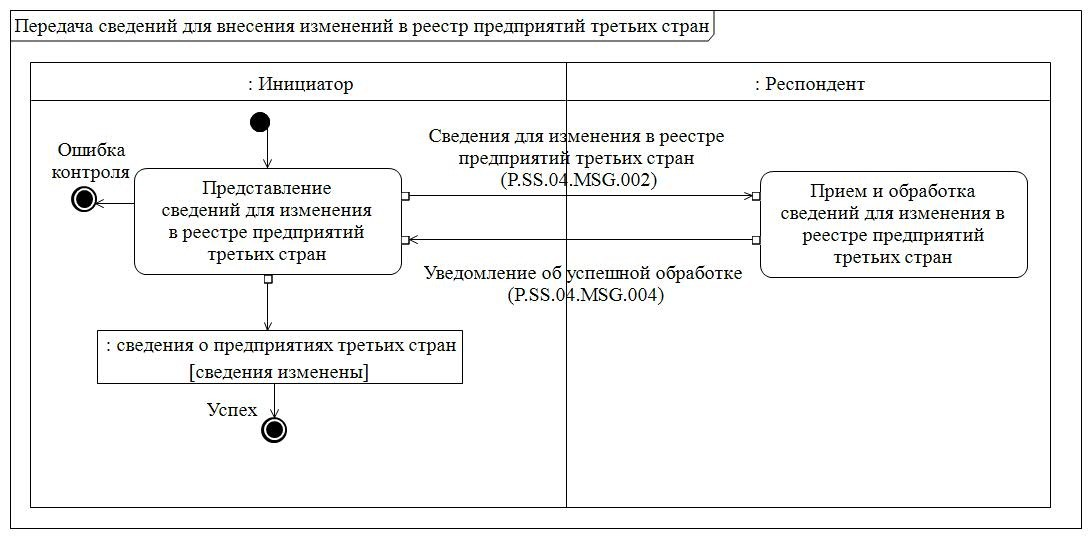 Передача сведений для внесения изменений в реестр предприятий третьих стран
: Инициатор
: Респондент
Ошибка
контроля
Представление
сведений для изменения
в реестре предприятий
третьих стран
Сведения для изменения в реестре
предприятий третьих стран
(P.SS.04.MSG.002)
Прием и обработка
сведений для изменения в
реестре предприятий
третьих стран
Уведомление об успешной обработке
(P.SS.04.MSG.004)
: сведения о предприятиях третьих стран
[сведения изменены]
Успех